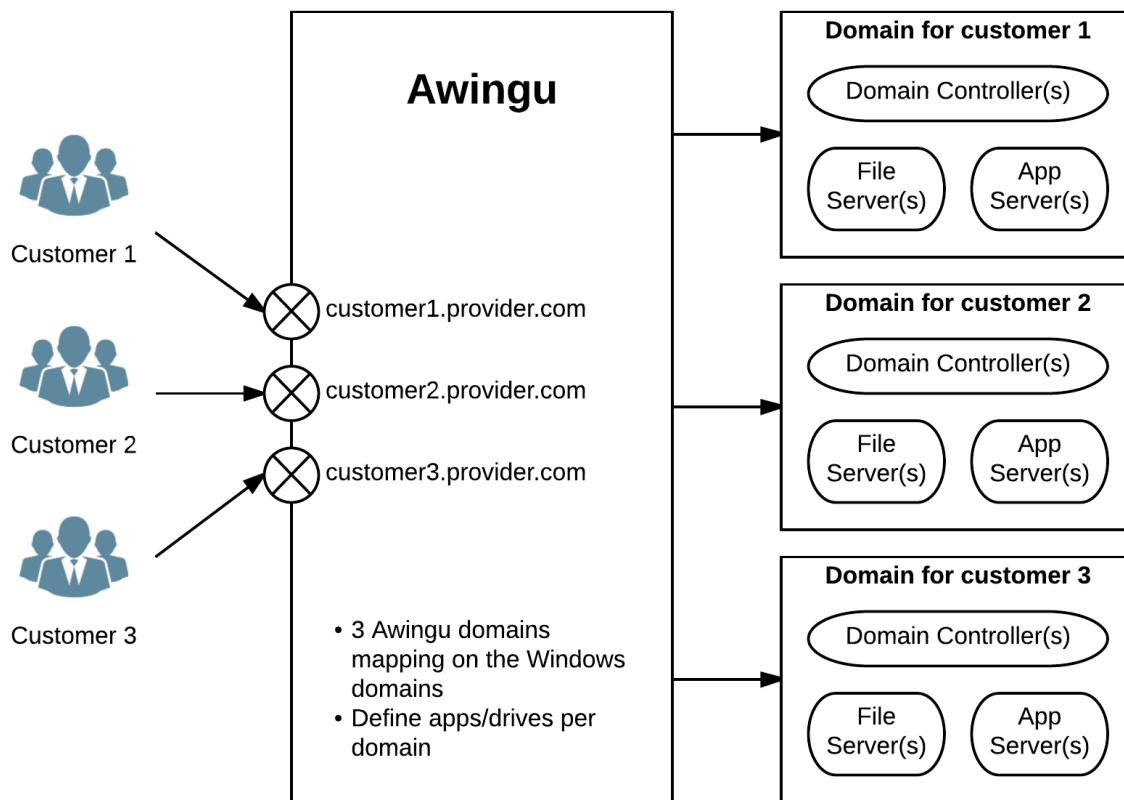 Awingu
Customer 1
Customer 2
Customer 3
customer1.provider.com
customer2.provider.com
customer3.provider.com
• 3 Awingu domains
mapping on the Windows
domains
• Define apps/drives per
domain
Domain for customer 1
Domain Controller(s)
File
Server(s)
App
Server(s)
Domain for customer 2
Domain Controller(s)
File
Server(s)
App
Server(s)
Domain for customer 3
Domain Controller(s)
File
Server(s)
App
Server(s)